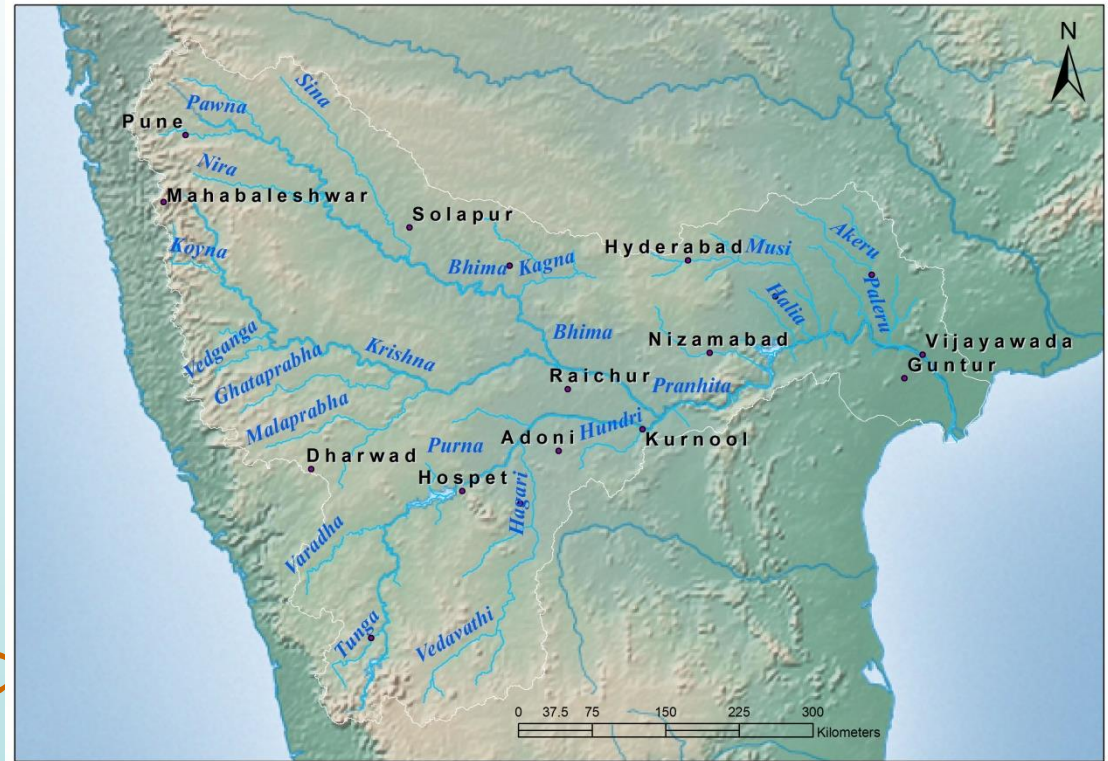 N
Sina
Pawna
Pune
Nira
Mahabaleshwar
Solapur
Koyna
Hyderabad
Musi
Akeru
Bhima
Kagna
Halia
Paleru
Bhima
Vedganga
Krishna
Nizamabad
Vijayawada
Guntur
Ghataprabha
Raichur
Pranhita
Malaprabha
Purna
Adoni
Hundri
Kurnool
Dharwad
Hospet
Hagari
Varadha
Tunga
Vedavathi
0 37.5 75 150 225 300
Kilometers